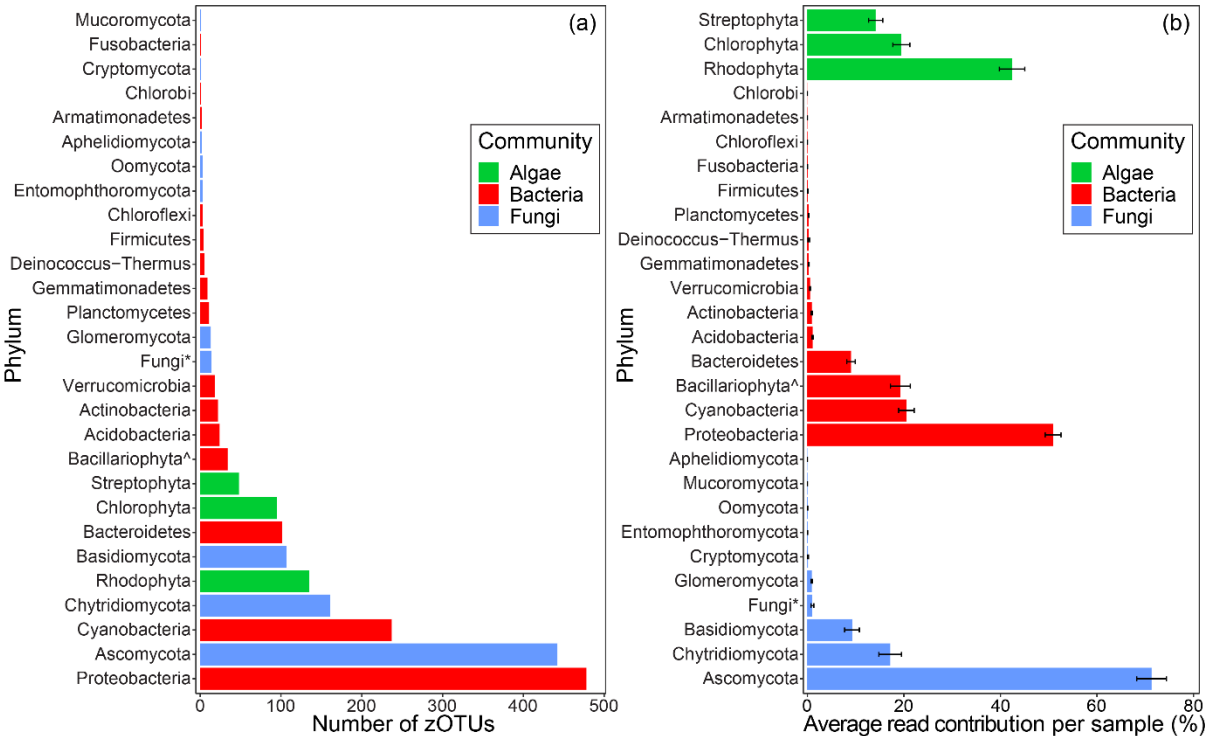 (a)
Phylum
Mucoromycota
Fusobacteria
Cryptomycota
Chlorobi
Armatimonadetes
Aphelidiomycota
Oomycota
Entomophthoromycota
Chloroflexi
Firmicutes
Deinococcus−Thermus
Gemmatimonadetes
Planctomycetes
Glomeromycota
Fungi*
Verrucomicrobia
Actinobacteria
Acidobacteria
Bacillariophyta^
Streptophyta
Chlorophyta
Bacteroidetes
Basidiomycota
Rhodophyta
Chytridiomycota
Cyanobacteria
Ascomycota
Proteobacteria
Community
Algae
Bacteria
Fungi
0 100 200 300 400 500
Number of zOTUs
(b)
Phylum
Streptophyta
Chlorophyta
Rhodophyta
Chlorobi
Armatimonadetes
Chloroflexi
Fusobacteria
Firmicutes
Planctomycetes
Deinococcus−Thermus
Gemmatimonadetes
Verrucomicrobia
Actinobacteria
Acidobacteria
Bacteroidetes
Bacillariophyta^
Cyanobacteria
Proteobacteria
Aphelidiomycota
Mucoromycota
Oomycota
Entomophthoromycota
Cryptomycota
Glomeromycota
Fungi*
Basidiomycota
Chytridiomycota
Ascomycota
Community
Algae
Bacteria
Fungi
0 20 40 60 80
Average read contribution per sample (%)